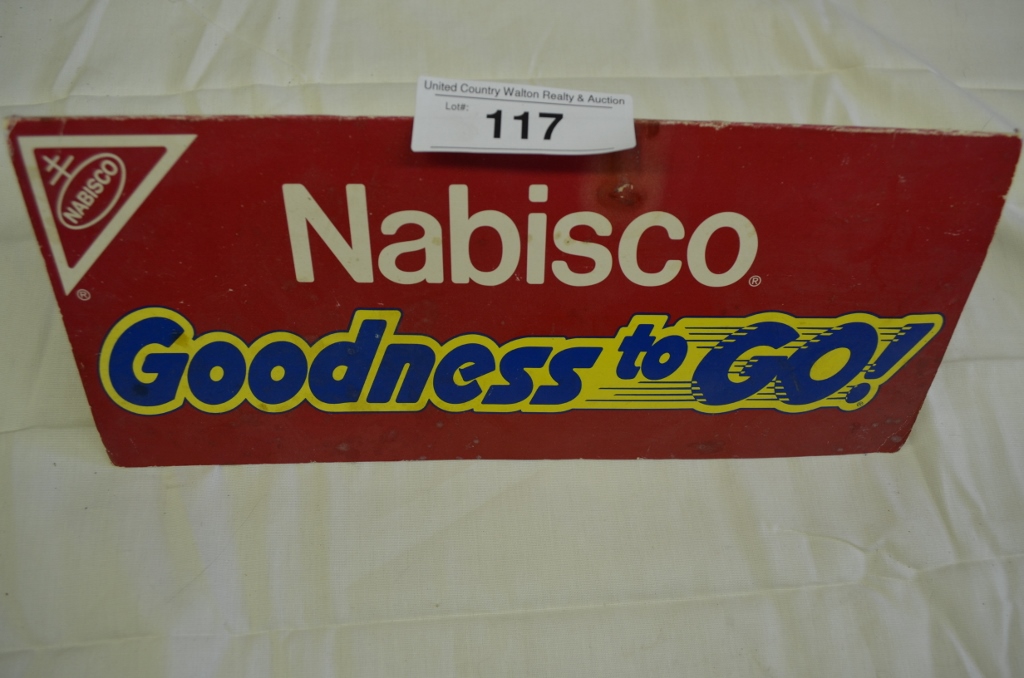 United Country Walton Realty & Auction
Lot#: 117
NABISCO
®
Nabisco®
Goodness to GO!